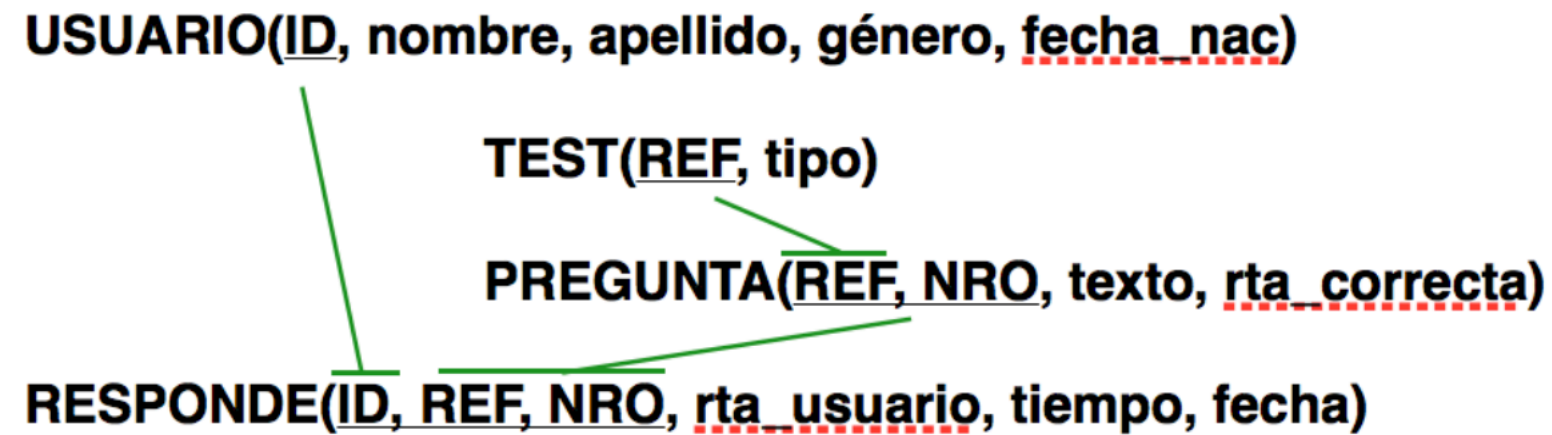 USUARIO(ID, nombre, apellido, género, fecha_nac)
TEST(REF, tipo)
PREGUNTA(REF, NRO, texto, rta_correcta)
RESPONDE(ID, REF, NRO, rta_usuario, tiempo, fecha)